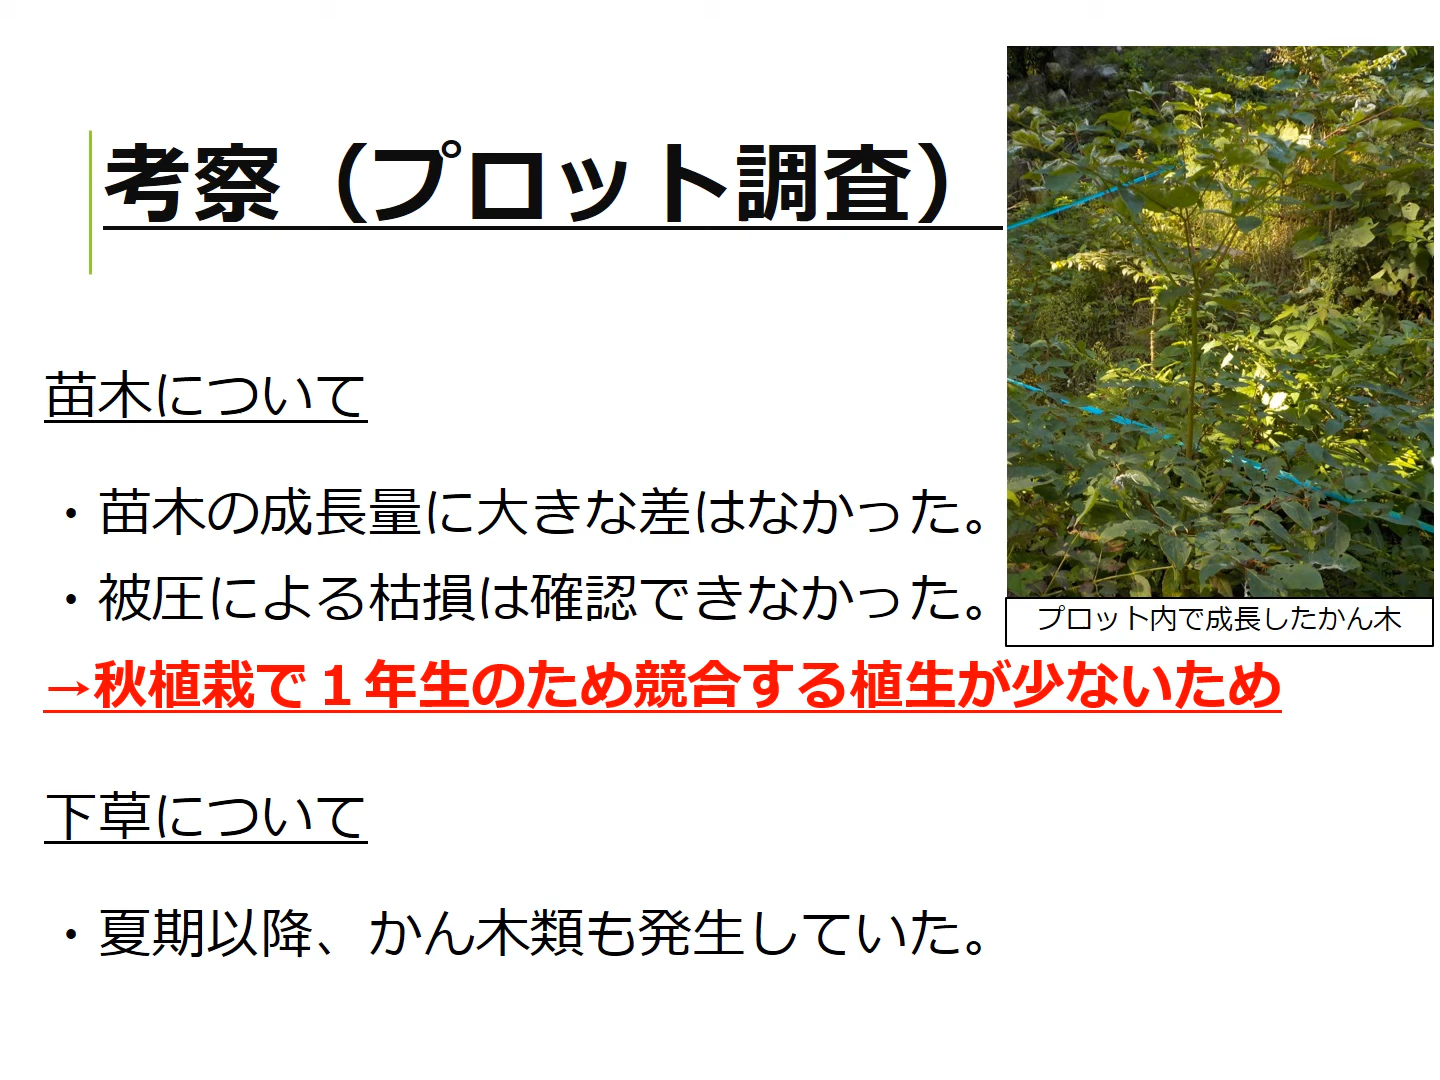 考察（プロット調査）
苗木について
・苗木の成長量に大きな差はなかった。
・被圧による枯損は確認できなかった。
プロット内で成長したかん木
→秋植栽で１年生のため競合する植生が少ないため
下草について
・夏期以降、かん木類も発生していた。